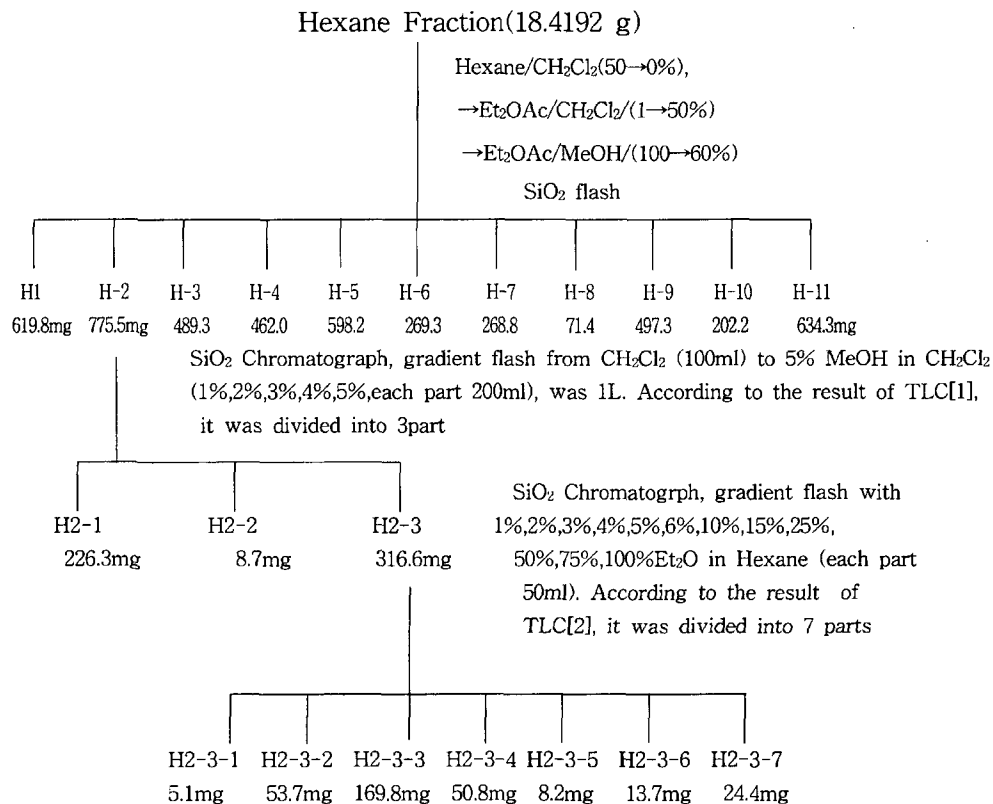 Hexane Fraction(18.4192 g)
Hexane/CH₂Cl₂(50→0%),
→Et₂OAc/CH₂Cl₂/(1→50%)
→Et₂OAc/MeOH/(100→60%)
SiO₂ flash
H1 H-2 H-3 H-4 H-5 H-6 H-7 H-8 H-9 H-10 H-11
619.8mg 775.5mg 489.3 462.0 598.2 269.3 268.8 71.4 497.3 202.2 634.3mg
SiO₂ Chromatograph, gradient flash from CH₂Cl₂ (100ml) to 5% MeOH in CH₂Cl₂
(1%,2%,3%,4%,5%,each part 200ml), was 1L. According to the result of TLC[1],
it was divided into 3part
H2-1 H2-2 H2-3
226.3mg 8.7mg 316.6mg
SiO₂ Chromatogrph, gradient flash with
1%,2%,3%,4%,5%,6%,10%,15%,25%,
50%,75%,100%Et₂O in Hexane (each part
50ml). According to the result of
TLC[2], it was divided into 7 parts
H2-3-1 H2-3-2 H2-3-3 H2-3-4 H2-3-5 H2-3-6 H2-3-7
5.1mg 53.7mg 169.8mg 50.8mg 8.2mg 13.7mg 24.4mg